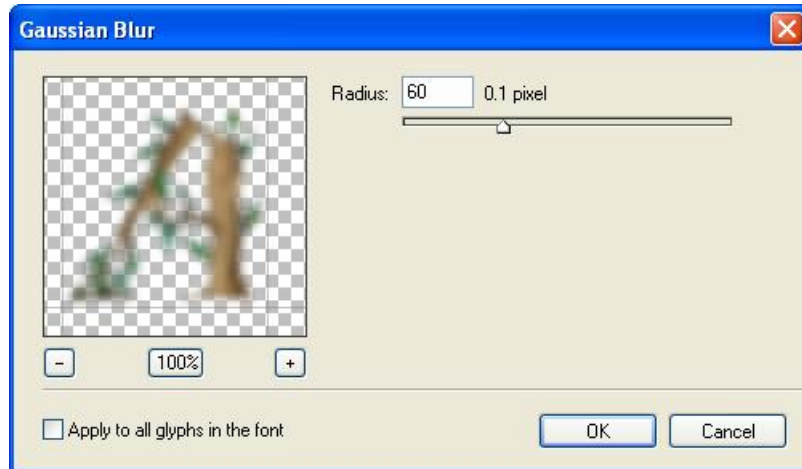 Gaussian Blur
Radius: 60 0.1 pixel
- 100% +
Apply to all glyphs in the font
OK Cancel